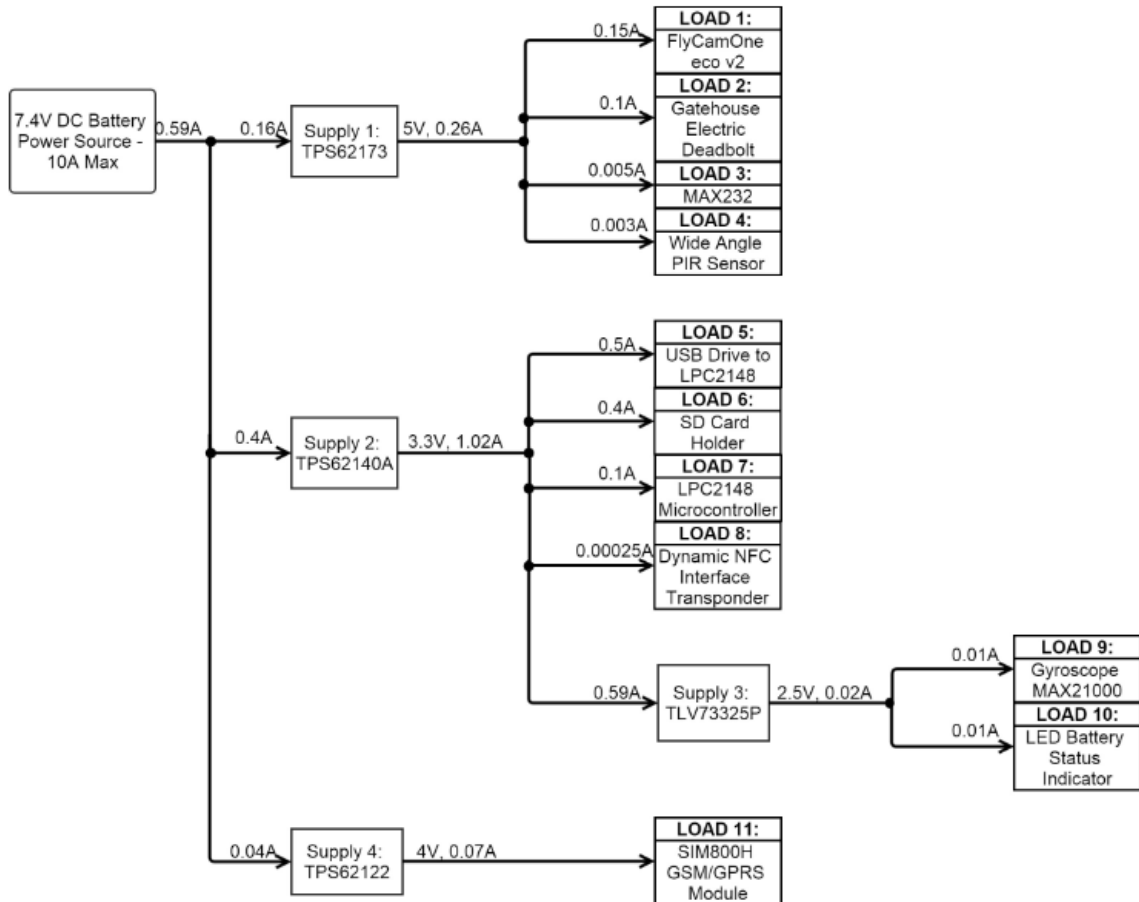 7.4V DC Battery
Power Source -
10A Max
0.59A
0.16A
Supply 1:
TPS62173
5V, 0.26A
0.15A
LOAD 1:
FlyCamOne
eco v2
0.1A
LOAD 2:
Gatehouse
Electric
Deadbolt
0.005A
LOAD 3:
MAX232
0.003A
LOAD 4:
Wide Angle
PIR Sensor
0.4A
Supply 2:
TPS62140A
3.3V, 1.02A
0.5A
LOAD 5:
USB Drive to
LPC2148
0.4A
LOAD 6:
SD Card
Holder
0.1A
LOAD 7:
LPC2148
Microcontroller
0.00025A
LOAD 8:
Dynamic NFC
Interface
Transponder
0.59A
Supply 3:
TLV73325P
2.5V, 0.02A
0.01A
LOAD 9:
Gyroscope
MAX21000
0.01A
LOAD 10:
LED Battery
Status
Indicator
0.04A
Supply 4:
TPS62122
4V, 0.07A
LOAD 11:
SIM800H
GSM/GPRS
Module